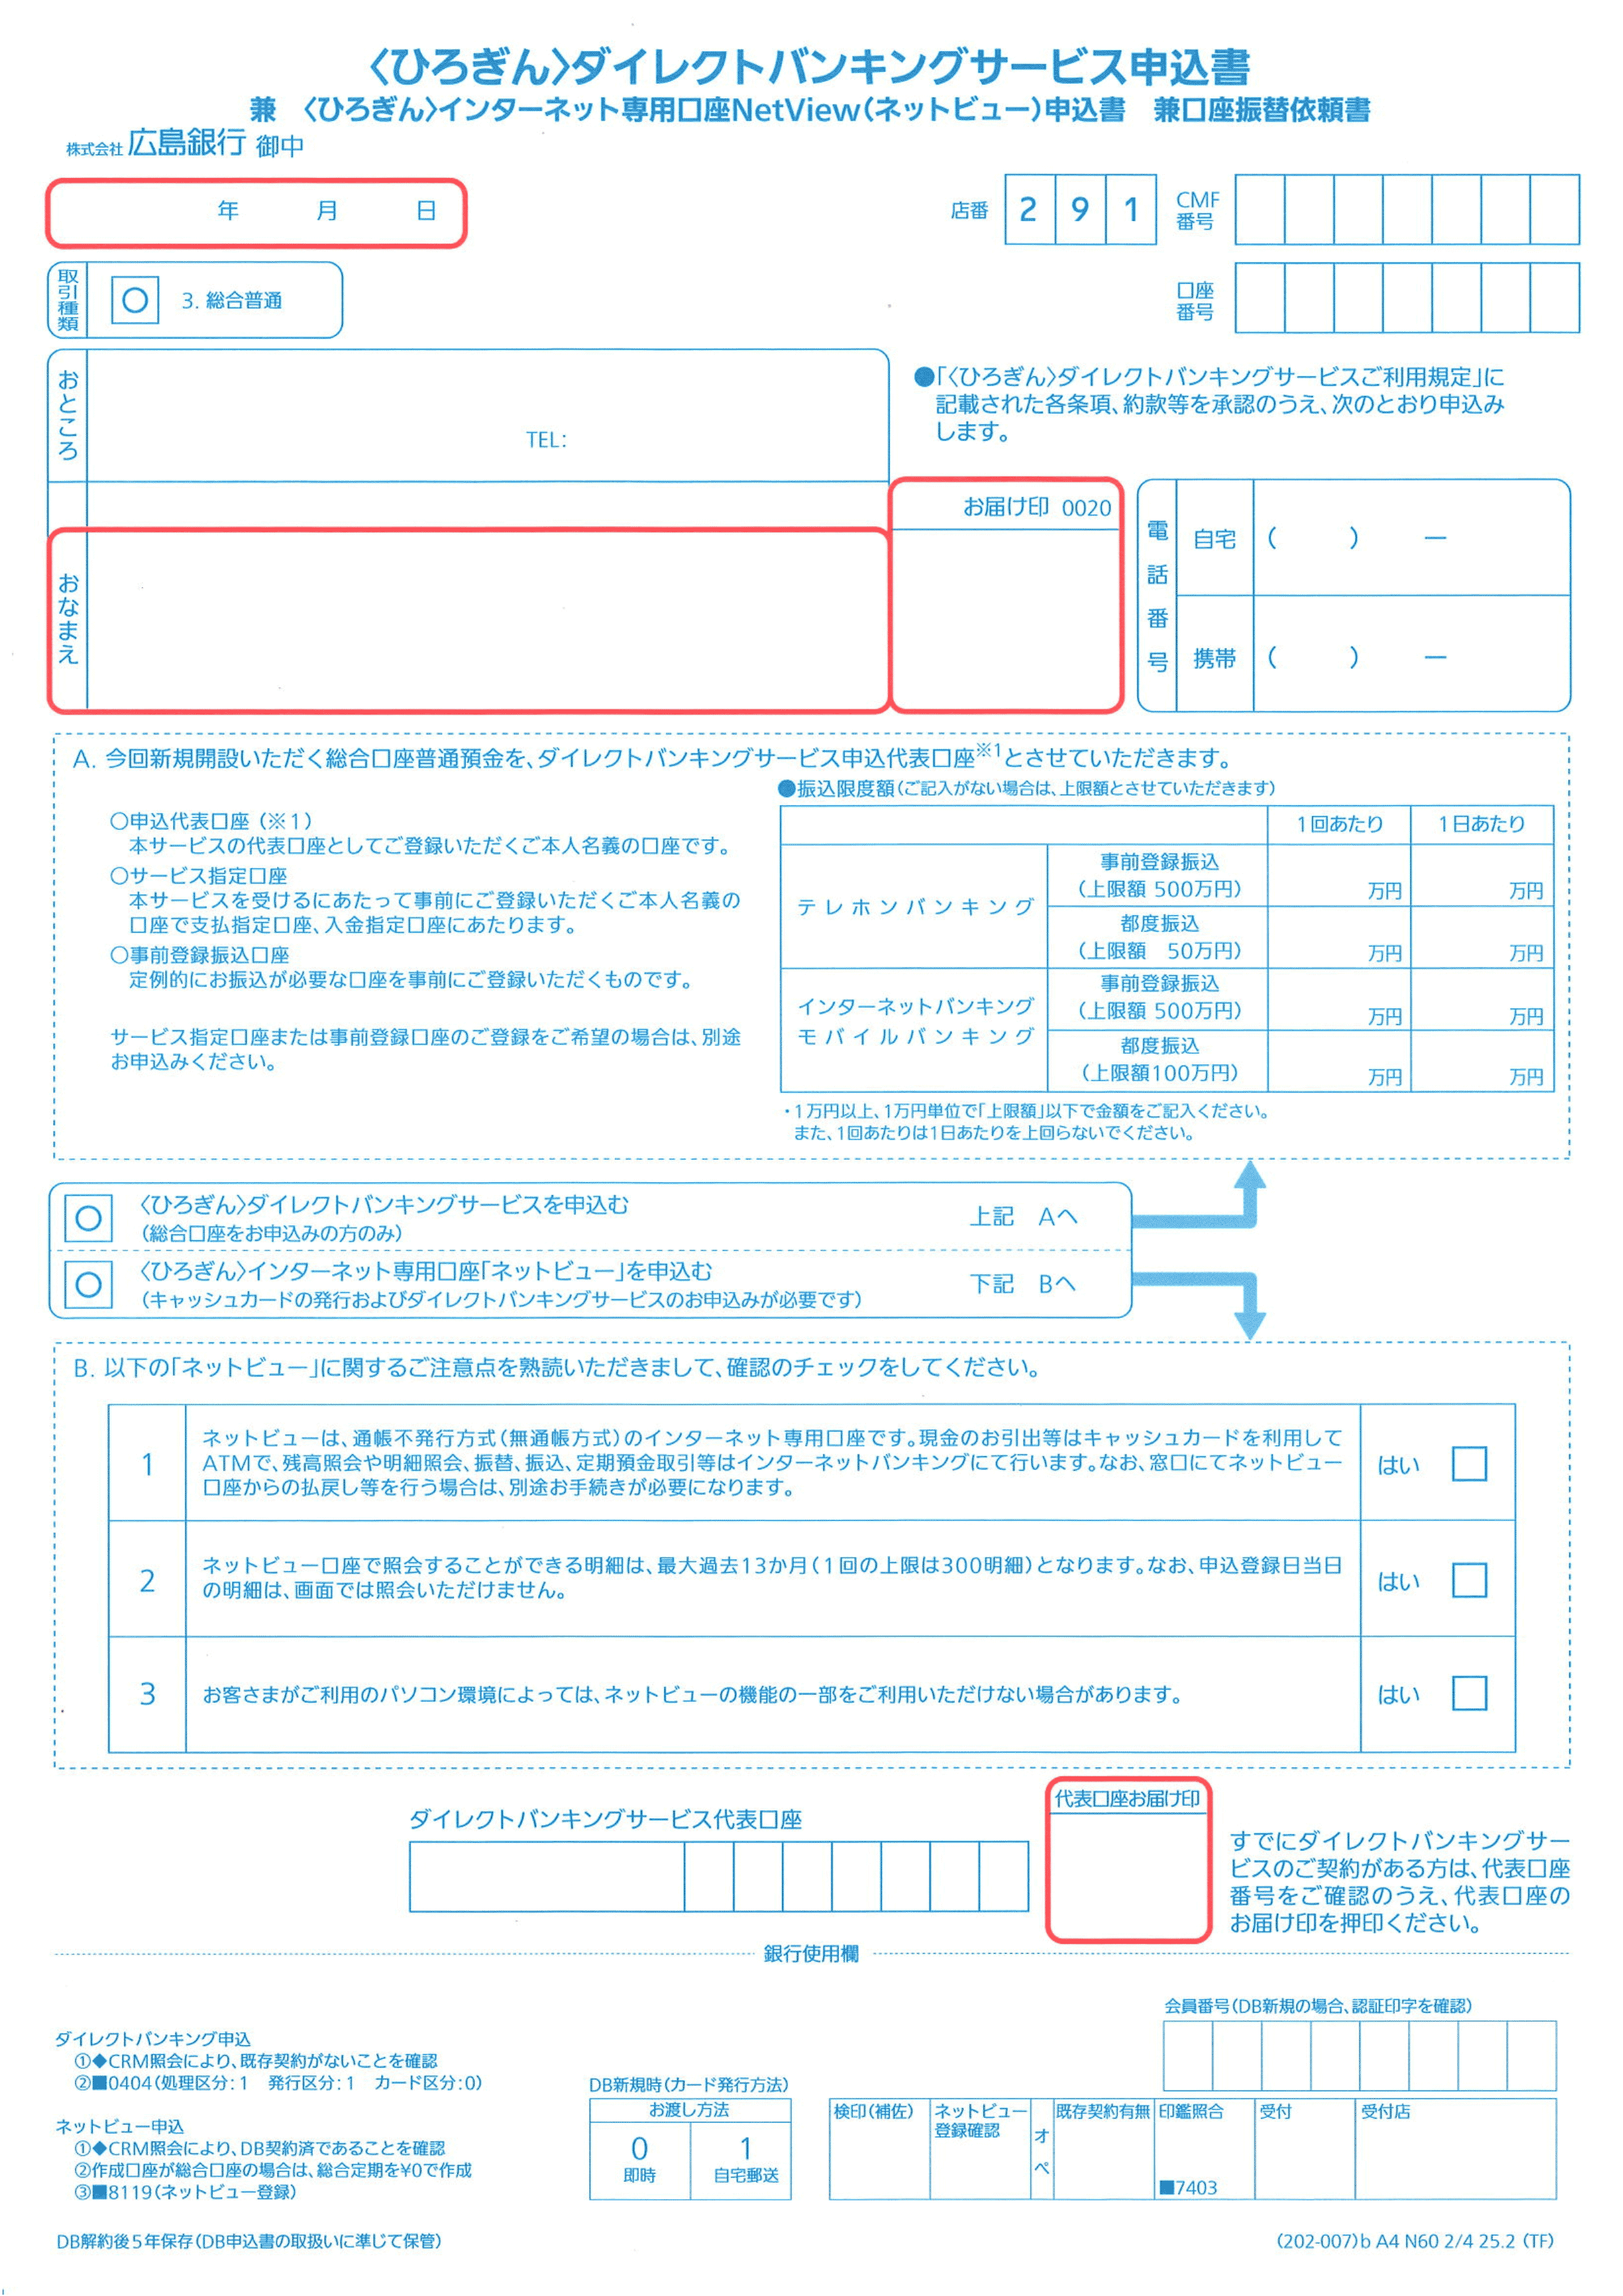 〈ひろぎん〉ダイレクトバンキングサービス申込書
兼　〈ひろぎん〉インターネット専用口座NetView(ネットビュー)申込書　兼口座振替依頼書
株式会社 広島銀行 御中
年　月　日
店番 2 9 1
CMF番号
取引種類 ○ 3. 総合普通
口座番号
おところ
TEL:
●「〈ひろぎん〉ダイレクトバンキングサービスご利用規定」に
記載された各条項、約款等を承認のうえ、次のとおり申込み
します。
おなまえ
お届け印 0020
電話番号
自宅 (　) ー
携帯 (　) ー
A. 今回新規開設いただく総合口座普通預金を、ダイレクトバンキングサービス申込代表口座※1とさせていただきます。
○申込代表口座(※1)
本サービスの代表口座としてご登録いただくご本人名義の口座です。
○サービス指定口座
本サービスを受けるにあたって事前にご登録いただくご本人名義の
口座で支払指定口座、入金指定口座にあたります。
○事前登録振込口座
定例的にお振込が必要な口座を事前にご登録いただくものです。
サービス指定口座または事前登録口座のご登録をご希望の場合は、別途
お申込みください。
●振込限度額(ご記入がない場合は、上限額とさせていただきます)
1回あたり 1日あたり
テレホンバンキング
事前登録振込
(上限額 500万円) 万円 万円
都度振込
(上限額　50万円) 万円 万円
インターネットバンキング
モバイルバンキング
事前登録振込
(上限額 500万円) 万円 万円
都度振込
(上限額100万円) 万円 万円
・1万円以上、1万円単位で「上限額」以下で金額をご記入ください。
また、1回あたりは1日あたりを上回らないでください。
○ 〈ひろぎん〉ダイレクトバンキングサービスを申込む
(総合口座をお申込みの方のみ)
上記　Aへ
○ 〈ひろぎん〉インターネット専用口座「ネットビュー」を申込む
(キャッシュカードの発行およびダイレクトバンキングサービスのお申込みが必要です)
下記　Bへ
B. 以下の「ネットビュー」に関するご注意点を熟読いただきまして、確認のチェックをしてください。
1
ネットビューは、通帳不発行方式(無通帳方式)のインターネット専用口座です。現金のお引出等はキャッシュカードを利用して
ATMで、残高照会や明細照会、振替、振込、定期預金取引等はインターネットバンキングにて行います。なお、窓口にてネットビュー
口座からの払戻し等を行う場合は、別途お手続きが必要になります。
はい □
2
ネットビュー口座で照会することができる明細は、最大過去13か月(1回の上限は300明細)となります。なお、申込登録日当日
の明細は、画面では照会いただけません。
はい □
3
お客さまがご利用のパソコン環境によっては、ネットビューの機能の一部をご利用いただけない場合があります。
はい □
ダイレクトバンキングサービス代表口座
代表口座お届け印
すでにダイレクトバンキングサー
ビスのご契約がある方は、代表口座
番号をご確認のうえ、代表口座の
お届け印を押印ください。
銀行使用欄
会員番号(DB新規の場合、認証印字を確認)
ダイレクトバンキング申込
①◆CRM照会により、既存契約がないことを確認
②■0404(処理区分:1　発行区分:1　カード区分:0)
ネットビュー申込
①◆CRM照会により、DB契約済であることを確認
②作成口座が総合口座の場合は、総合定期を¥0で作成
③■8119(ネットビュー登録)
DB新規時(カード発行方法)
お渡し方法
0 1
即時 自宅郵送
検印(補佐)
ネットビュー
登録確認
オペ
既存契約有無
印鑑照合
■7403
受付
受付店
DB解約後5年保存(DB申込書の取扱いに準じて保管)
(202-007)b A4 N60 2/4 25.2 (TF)